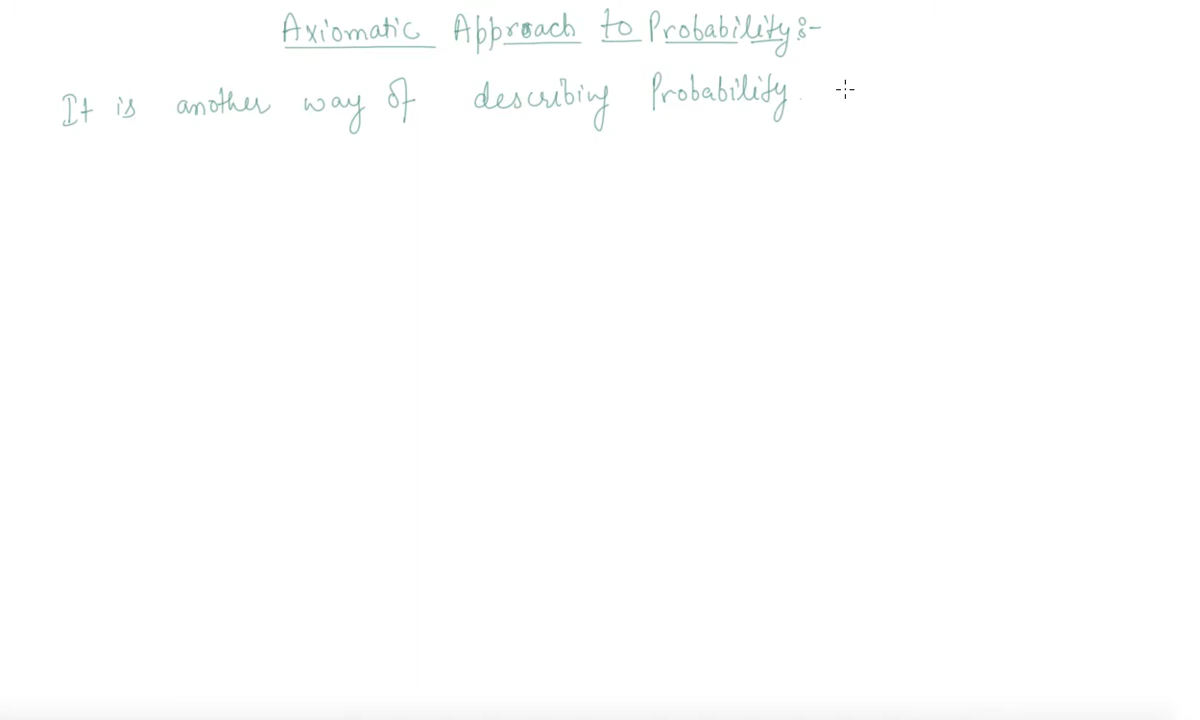 Axiomatic Approach to Probability :-
It is another way of describing Probability.